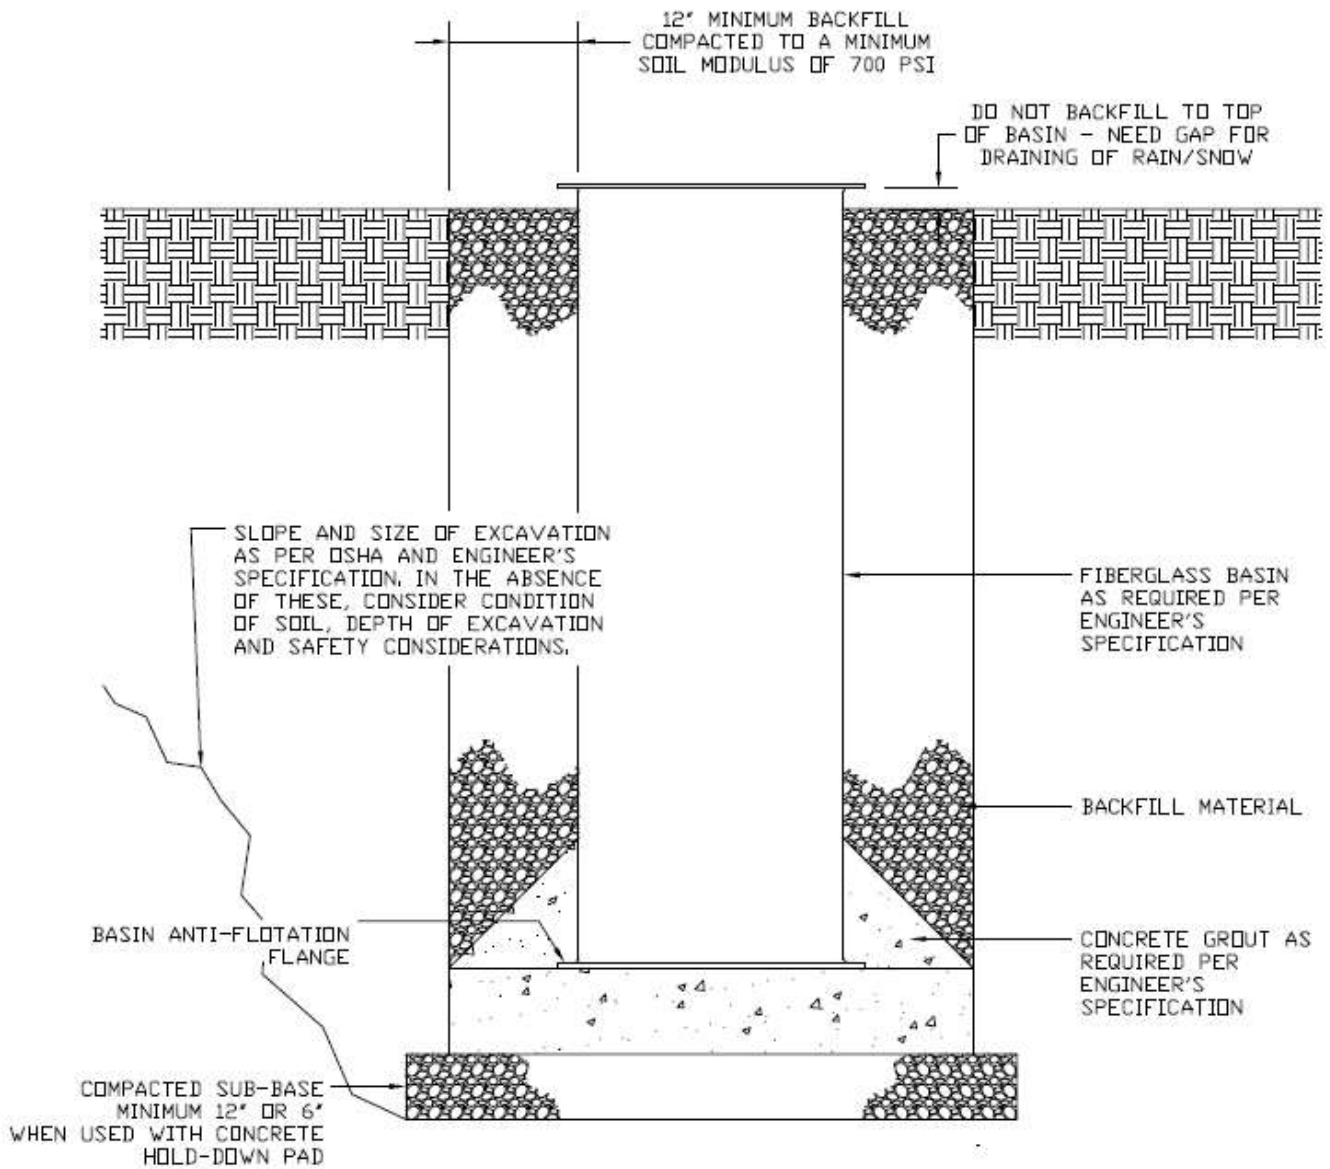 12" MINIMUM BACKFILL
COMPACTED TO A MINIMUM
SOIL MODULUS OF 700 PSI
DO NOT BACKFILL TO TOP
OF BASIN - NEED GAP FOR
DRAINING OF RAIN/SNOW
SLOPE AND SIZE OF EXCAVATION
AS PER OSHA AND ENGINEER'S
SPECIFICATION. IN THE ABSENCE
OF THESE, CONSIDER CONDITION
OF SOIL, DEPTH OF EXCAVATION
AND SAFETY CONSIDERATIONS.
FIBERGLASS BASIN
AS REQUIRED PER
ENGINEER'S
SPECIFICATION
BACKFILL MATERIAL
BASIN ANTI-FLOTATION
FLANGE
CONCRETE GROUT AS
REQUIRED PER
ENGINEER'S
SPECIFICATION
COMPACTED SUB-BASE
MINIMUM 12" OR 6"
WHEN USED WITH CONCRETE
HOLD-DOWN PAD